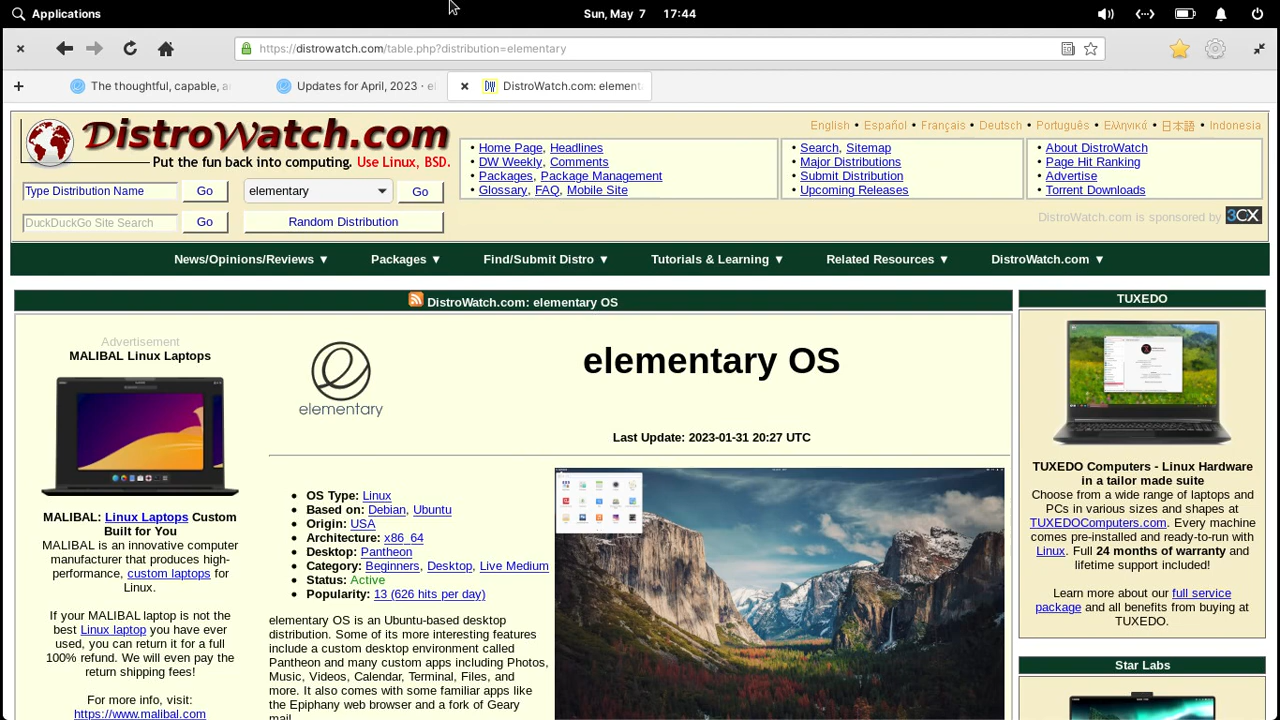 Applications
Sun, May 7 17:44
https://distrowatch.com/table.php?distribution=elementary
The thoughtful, capable, a
Updates for April, 2023 · el
DistroWatch.com: element
DistroWatch.com
Put the fun back into computing. Use Linux, BSD.
English • Español • Français • Deutsch • Português • Ελληνικά • 日本語 • Indonesia
• Home Page, Headlines
• DW Weekly, Comments
• Packages, Package Management
• Glossary, FAQ, Mobile Site
• Search, Sitemap
• Major Distributions
• Submit Distribution
• Upcoming Releases
• About DistroWatch
• Page Hit Ranking
• Advertise
• Torrent Downloads
Type Distribution Name Go elementary Go
DuckDuckGo Site Search Go Random Distribution
DistroWatch.com is sponsored by 3CX
News/Opinions/Reviews ▼ Packages ▼ Find/Submit Distro ▼ Tutorials & Learning ▼ Related Resources ▼ DistroWatch.com ▼
DistroWatch.com: elementary OS
Advertisement
MALIBAL Linux Laptops
MALIBAL: Linux Laptops Custom
Built for You
MALIBAL is an innovative computer
manufacturer that produces high-
performance, custom laptops for
Linux.
If your MALIBAL laptop is not the
best Linux laptop you have ever
used, you can return it for a full
100% refund. We will even pay the
return shipping fees!
For more info, visit:
https://www.malibal.com
elementary
elementary OS
Last Update: 2023-01-31 20:27 UTC
• OS Type: Linux
• Based on: Debian, Ubuntu
• Origin: USA
• Architecture: x86_64
• Desktop: Pantheon
• Category: Beginners, Desktop, Live Medium
• Status: Active
• Popularity: 13 (626 hits per day)
elementary OS is an Ubuntu-based desktop
distribution. Some of its more interesting features
include a custom desktop environment called
Pantheon and many custom apps including Photos,
Music, Videos, Calendar, Terminal, Files, and
more. It also comes with some familiar apps like
the Epiphany web browser and a fork of Geary
mail
TUXEDO
TUXEDO Computers - Linux Hardware
in a tailor made suite
Choose from a wide range of laptops and
PCs in various sizes and shapes at
TUXEDOComputers.com. Every machine
comes pre-installed and ready-to-run with
Linux. Full 24 months of warranty and
lifetime support included!
Learn more about our full service
package and all benefits from buying at
TUXEDO.
Star Labs